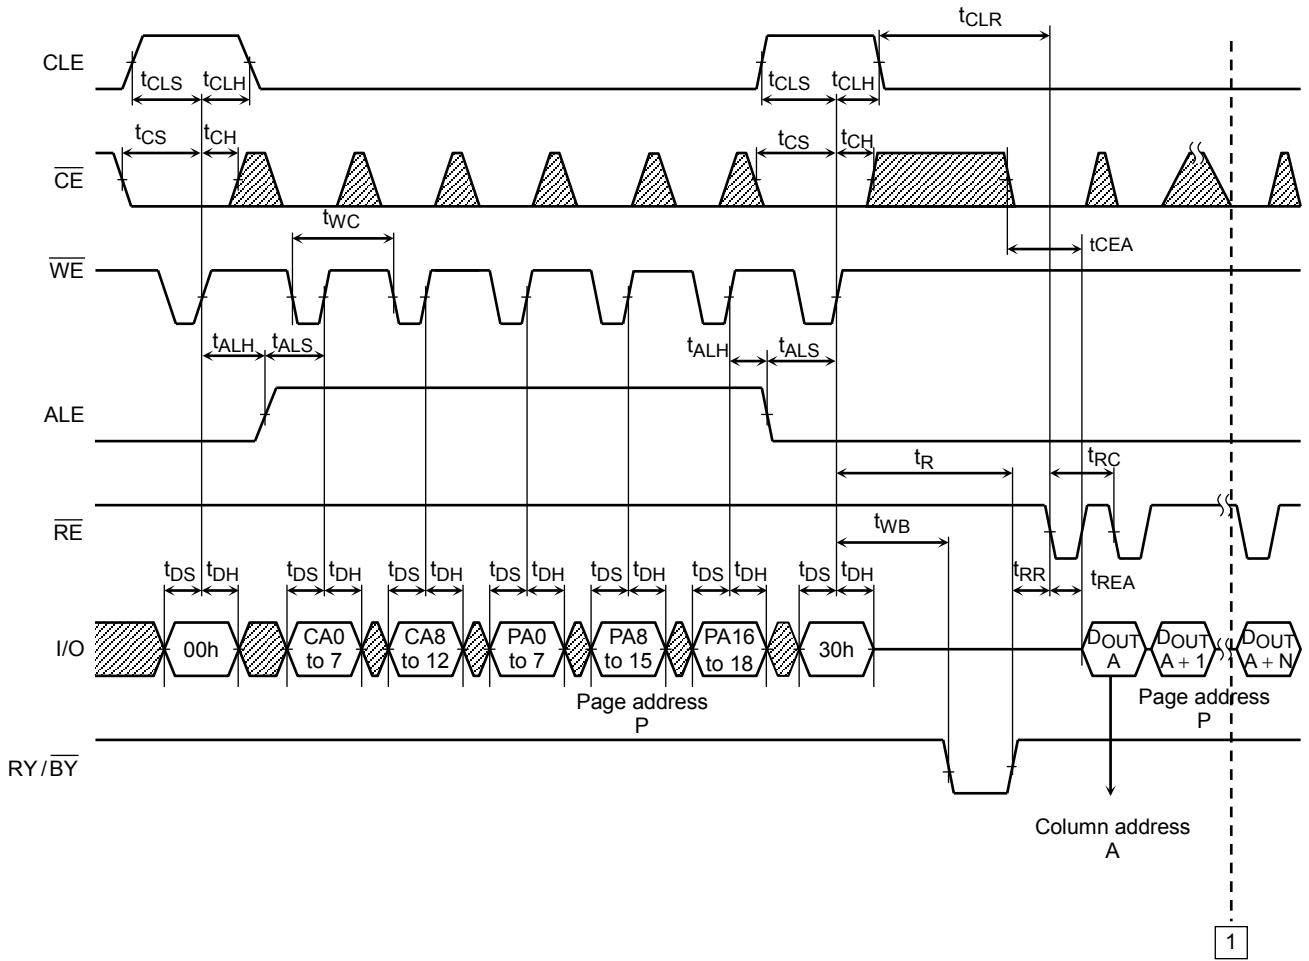 tCLR
CLE
tCLS tCLH tCLS tCLH
tCS tCH tCS tCH
CE
tWC
tCEA
WE
tALH tALS tALH tALS
ALE
tR tRC
RE
tWB
tDS tDH tDS tDH tDS tDH tDS tDH tDS tDH tDS tDH tDS tDH tRR tREA
I/O
00h
CA0
to 7
CA8
to 12
PA0
to 7
PA8
to 15
PA16
to 18
30h
DOUT
A
DOUT
A + 1
DOUT
A + N
Page address
P
Page address
P
RY/BY
Column address
A
1